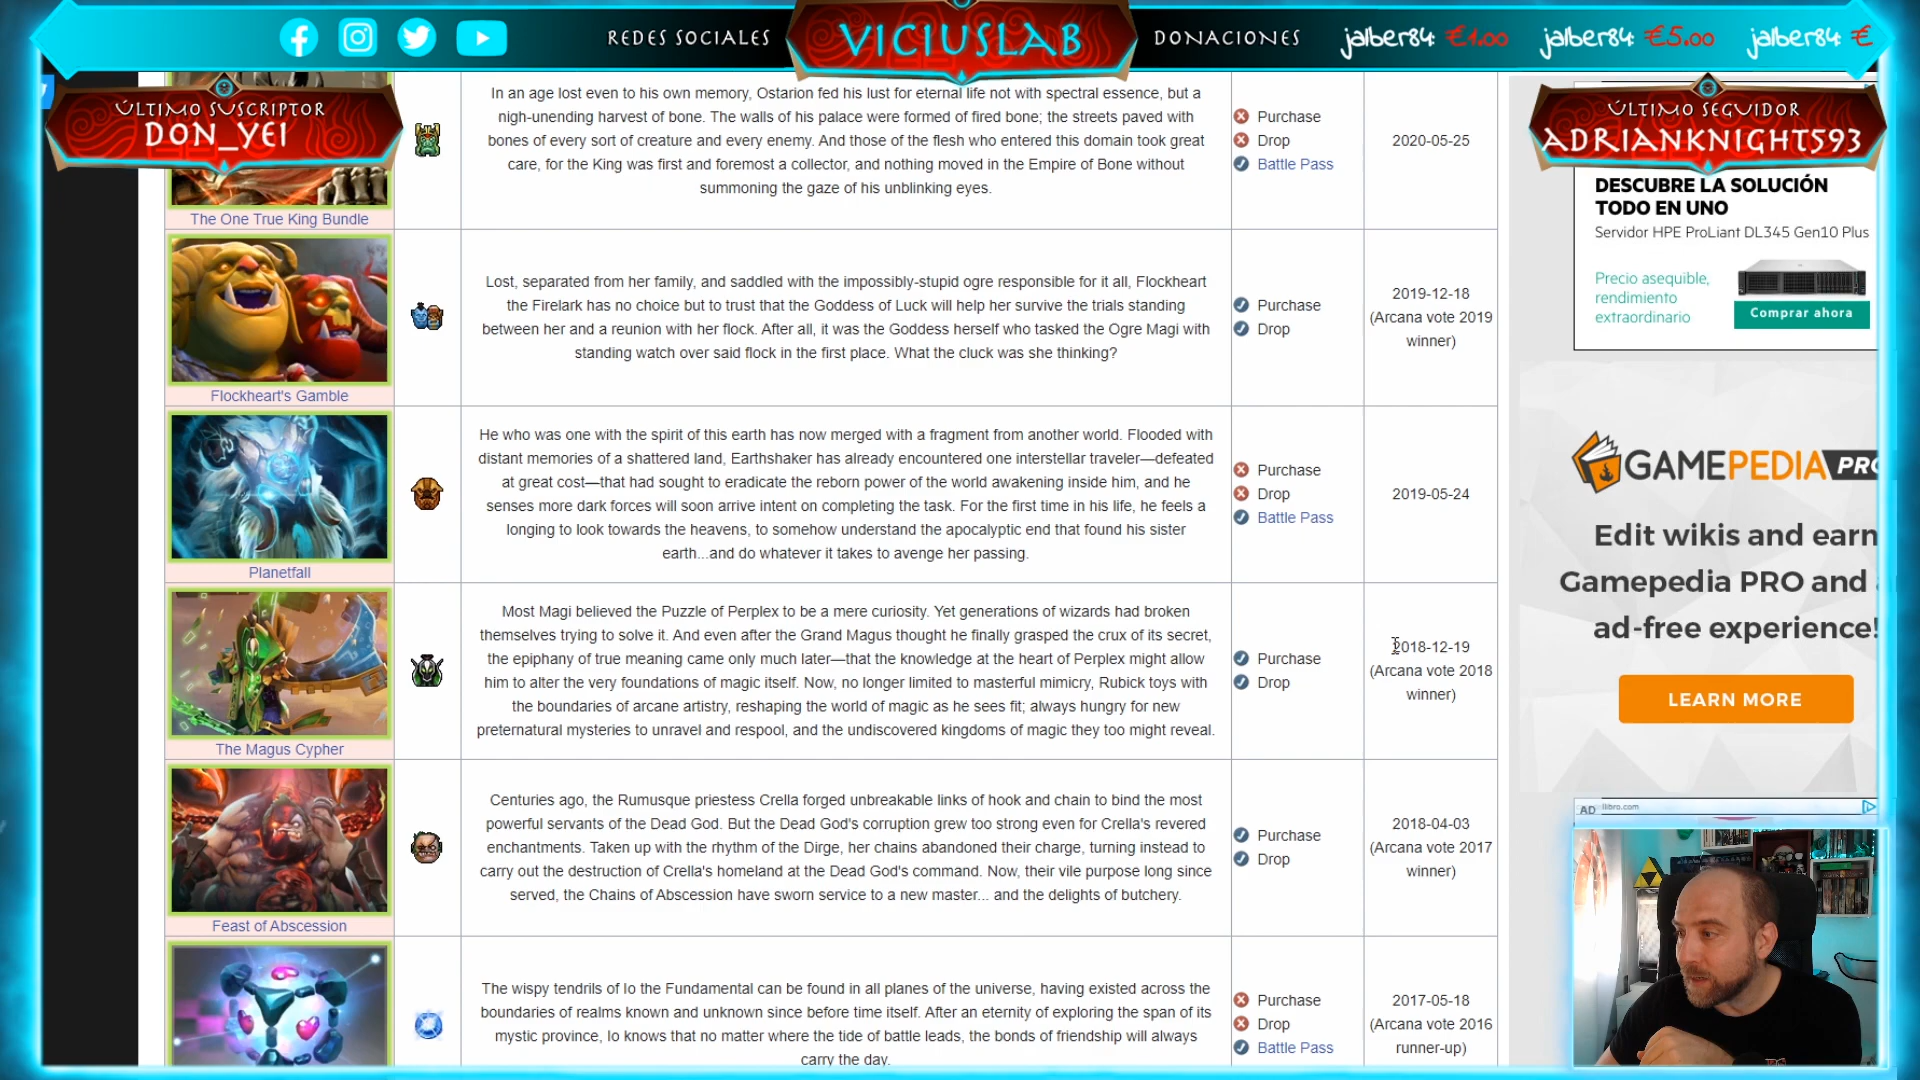 REDES SOCIALES
VICIUSLAB
DONACIONES
jalber84 €1.00 jalber84 €5.00 jalber84 €
ÚLTIMO SUSCRIPTOR
DON_YEI
ÚLTIMO SEGUIDOR
ADRIANKNIGHT593
In an age lost even to his own memory, Ostarion fed his lust for eternal life not with spectral essence, but a
nigh-unending harvest of bone. The walls of his palace were formed of fired bone; the streets paved with
bones of every sort of creature and every enemy. And those of the flesh who entered this domain took great
care, for the King was first and foremost a collector, and nothing moved in the Empire of Bone without
summoning the gaze of his unblinking eyes.
Purchase
Drop
Battle Pass
2020-05-25
The One True King Bundle
Lost, separated from her family, and saddled with the impossibly-stupid ogre responsible for it all, Flockheart
the Firelark has no choice but to trust that the Goddess of Luck will help her survive the trials standing
between her and a reunion with her flock. After all, it was the Goddess herself who tasked the Ogre Magi with
standing watch over said flock in the first place. What the cluck was she thinking?
Purchase
Drop
2019-12-18
(Arcana vote 2019
winner)
Flockheart's Gamble
He who was one with the spirit of this earth has now merged with a fragment from another world. Flooded with
distant memories of a shattered land, Earthshaker has already encountered one interstellar traveler—defeated
at great cost—that had sought to eradicate the reborn power of the world awakening inside him, and he
senses more dark forces will soon arrive intent on completing the task. For the first time in his life, he feels a
longing to look towards the heavens, to somehow understand the apocalyptic end that found his sister
earth...and do whatever it takes to avenge her passing.
Purchase
Drop
Battle Pass
2019-05-24
Planetfall
Most Magi believed the Puzzle of Perplex to be a mere curiosity. Yet generations of wizards had broken
themselves trying to solve it. And even after the Grand Magus thought he finally grasped the crux of its secret,
the epiphany of true meaning came only much later—that the knowledge at the heart of Perplex might allow
him to alter the very foundations of magic itself. Now, no longer limited to masterful mimicry, Rubick toys with
the boundaries of arcane artistry, reshaping the world of magic as he sees fit; always hungry for new
preternatural mysteries to unravel and respool, and the undiscovered kingdoms of magic they too might reveal.
Purchase
Drop
2018-12-19
(Arcana vote 2018
winner)
The Magus Cypher
Centuries ago, the Rumusque priestess Crella forged unbreakable links of hook and chain to bind the most
powerful servants of the Dead God. But the Dead God's corruption grew too strong even for Crella's revered
enchantments. Taken up with the rhythm of the Dirge, her chains abandoned their charge, turning instead to
carry out the destruction of Crella's homeland at the Dead God's command. Now, their vile purpose long since
served, the Chains of Abscession have sworn service to a new master... and the delights of butchery.
Purchase
Drop
2018-04-03
(Arcana vote 2017
winner)
Feast of Abscession
The wispy tendrils of Io the Fundamental can be found in all planes of the universe, having existed across the
boundaries of realms known and unknown since before time itself. After an eternity of exploring the span of its
mystic province, Io knows that no matter where the tide of battle leads, the bonds of friendship will always
carry the day.
Purchase
Drop
Battle Pass
2017-05-18
(Arcana vote 2016
runner-up)
DESCUBRE LA SOLUCIÓN
TODO EN UNO
Servidor HPE ProLiant DL345 Gen10 Plus
Precio asequible,
rendimiento
extraordinario
Comprar ahora
GAMEPEDIA PRO
Edit wikis and earn
Gamepedia PRO and
ad-free experience!
LEARN MORE
AD